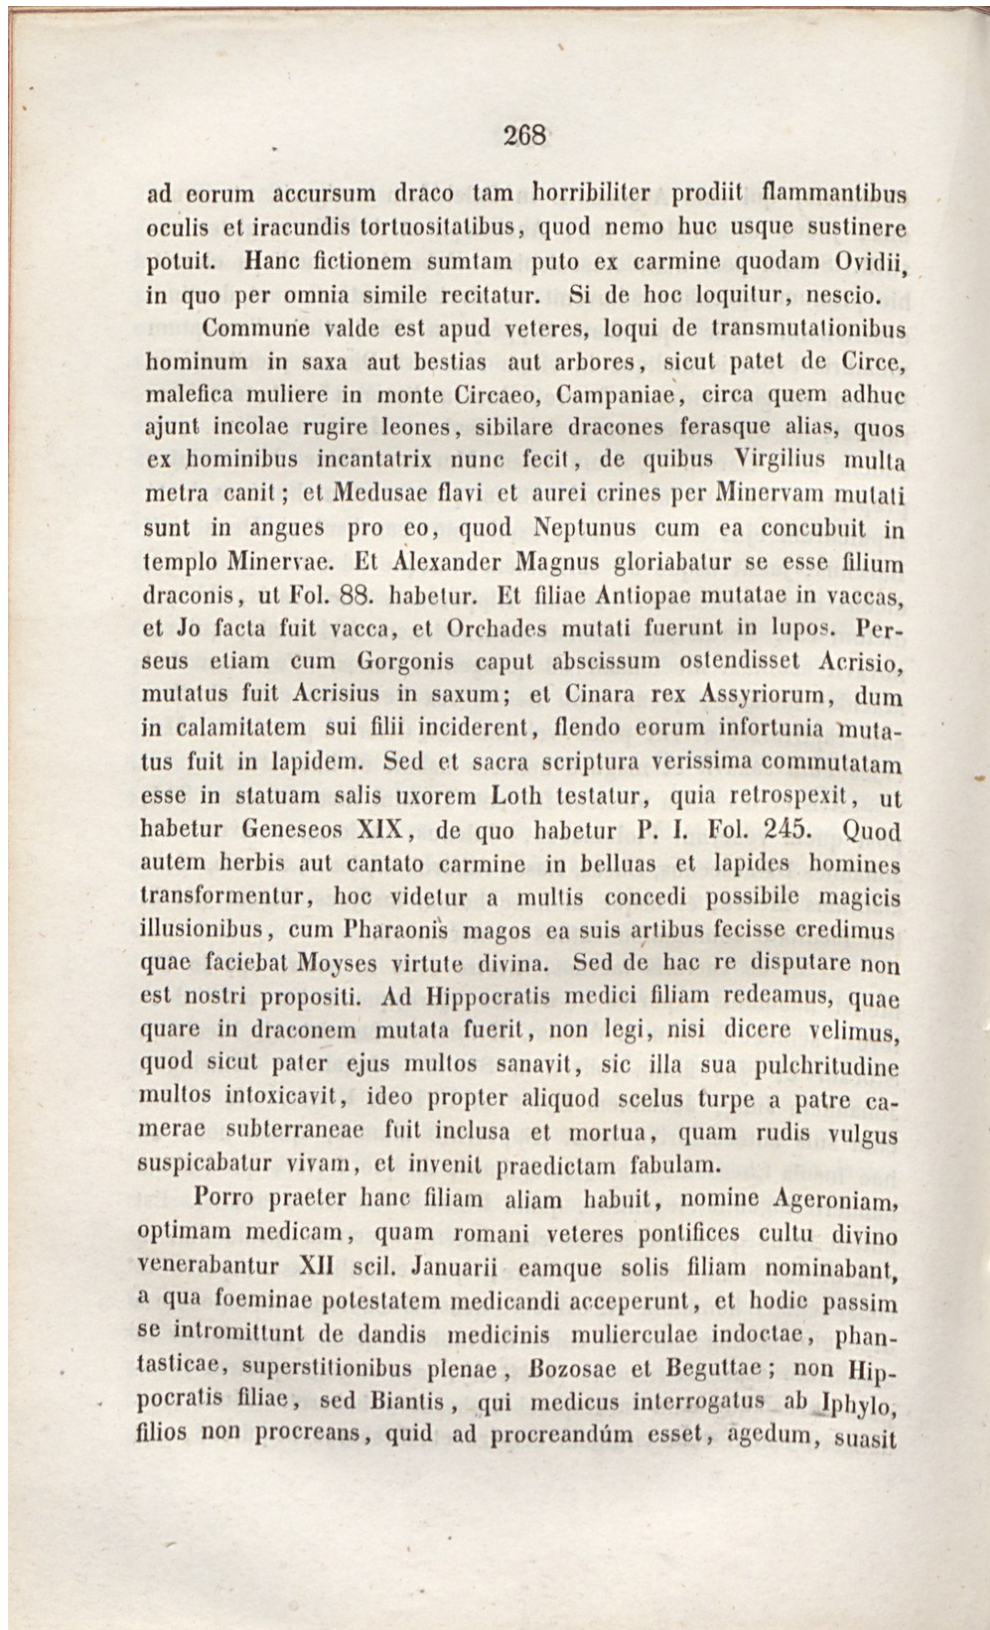 268
ad eorum accursum draco tam horribiliter prodiit flammantibus
oculis et iracundis tortuositatibus, quod nemo huc usque sustinere
potuit. Hanc fictionem sumtam puto ex carmine quodam Ovidii,
in quo per omnia simile recitatur. Si de hoc loquitur, nescio.
Commune valde est apud veteres, loqui de transmutationibus
hominum in saxa aut bestias aut arbores, sicut patet de Circe,
malefica muliere in monte Circaeo, Campaniae, circa quem adhuc
ajunt incolae rugire leones, sibilare dracones ferasque alias, quos
ex hominibus incantatrix nunc fecit, de quibus Virgilius multa
metra canit; et Medusae flavi et aurei crines per Minervam mutati
sunt in angues pro eo, quod Neptunus cum ea concubuit in
templo Minervae. Et Alexander Magnus gloriabatur se esse filium
draconis, ut Fol. 88. habetur. Et filiae Antiopae mutatae in vaccas,
et Jo facta fuit vacca, et Orchades mutati fuerunt in lupos. Per-
seus etiam cum Gorgonis caput abscissum ostendisset Acrisio,
mutatus fuit Acrisius in saxum; et Cinara rex Assyriorum, dum
in calamitatem sui filii inciderent, flendo eorum infortunia muta-
tus fuit in lapidem. Sed et sacra scriptura verissima commutatam
esse in statuam salis uxorem Loth testatur, quia retrospexit, ut
habetur Geneseos XIX, de quo habetur P. I. Fol. 245. Quod
autem herbis aut cantato carmine in belluas et lapides homines
transformentur, hoc videtur a multis concedi possibile magicis
illusionibus, cum Pharaonis magos ea suis artibus fecisse credimus
quae faciebat Moyses virtute divina. Sed de hac re disputare non
est nostri propositi. Ad Hippocratis medici filiam redeamus, quae
quare in draconem mutata fuerit, non legi, nisi dicere velimus,
quod sicut pater ejus multos sanavit, sic illa sua pulchritudine
multos intoxicavit, ideo propter aliquod scelus turpe a patre ca-
merae subterraneae fuit inclusa et mortua, quam rudis vulgus
suspicabatur vivam, et invenit praedictam fabulam.
Porro praeter hanc filiam aliam habuit, nomine Ageroniam,
optimam medicam, quam romani veteres pontifices cultu divino
venerabantur XII scil. Januarii eamque solis filiam nominabant,
a qua foeminae potestatem medicandi acceperunt, et hodie passim
se intromittunt de dandis medicinis mulierculae indoctae, phan-
tasticae, superstitionibus plenae, Bozosae et Beguttae; non Hip-
pocratis filiae, sed Biantis, qui medicus interrogatus ab Iphylo,
filios non procreans, quid ad procreandúm esset, agedum, suasit